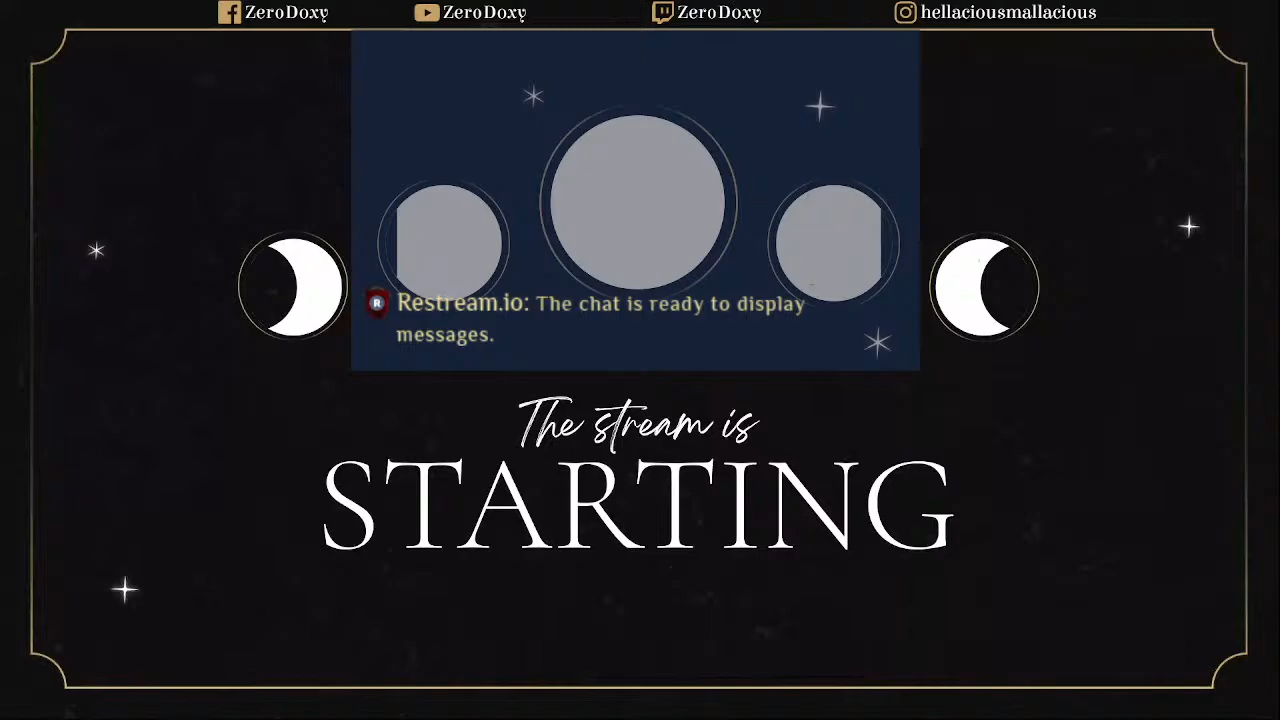 ZeroDoxy ZeroDoxy ZeroDoxy hellaciousmallacious
R Restream.io: The chat is ready to display
messages.
The stream is
STARTING